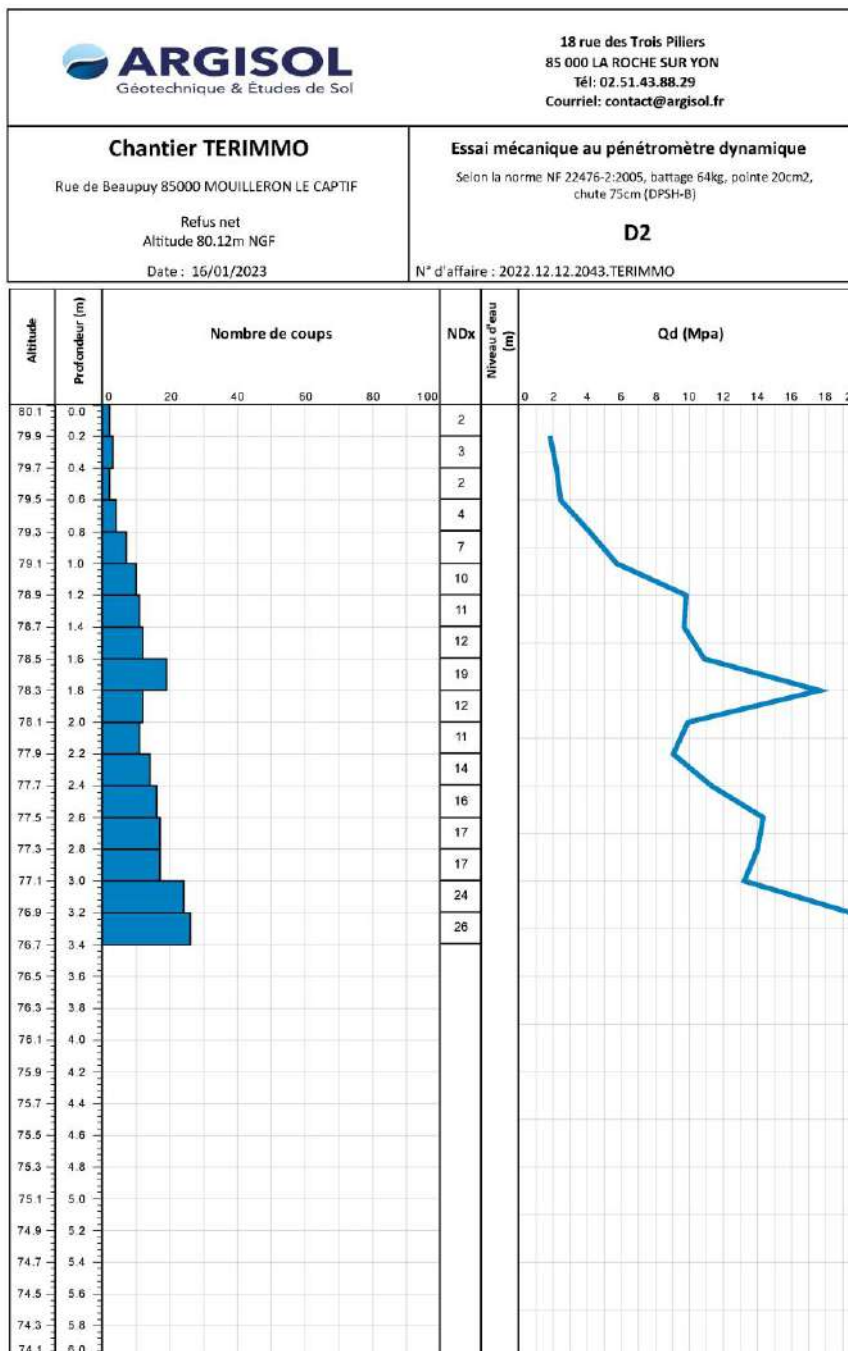 ARGISOL
Géotechnique & Études de Sol
18 rue des Trois Piliers
85 000 LA ROCHE SUR YON
Tél: 02.51.43.88.29
Courriel: contact@argisol.fr
Chantier TERIMMO
Rue de Beaupuy 85000 MOUILLERON LE CAPTIF
Refus net
Altitude 80.12m NGF
Date : 16/01/2023
Essai mécanique au pénétromètre dynamique
Selon la norme NF 22476-2:2005, battage 64kg, pointe 20cm2,
chute 75cm (DPSH-B)
D2
N° d'affaire : 2022.12.12.2043.TERIMMO
Altitude
Profondeur (m)
Nombre de coups
NDx
Niveau d'eau
(m)
Qd (Mpa)
0 20 40 60 80 100
0 2 4 6 8 10 12 14 16 18
80.1 0.0
2
79.9 0.2
3
79.7 0.4
2
79.5 0.6
4
79.3 0.8
7
79.1 1.0
10
78.9 1.2
11
78.7 1.4
12
78.5 1.6
19
78.3 1.8
12
78.1 2.0
11
77.9 2.2
14
77.7 2.4
16
77.5 2.6
17
77.3 2.8
17
77.1 3.0
24
76.9 3.2
26
76.7 3.4
76.5 3.6
76.3 3.8
76.1 4.0
75.9 4.2
75.7 4.4
75.5 4.6
75.3 4.8
75.1 5.0
74.9 5.2
74.7 5.4
74.5 5.6
74.3 5.8
74.1 6.0